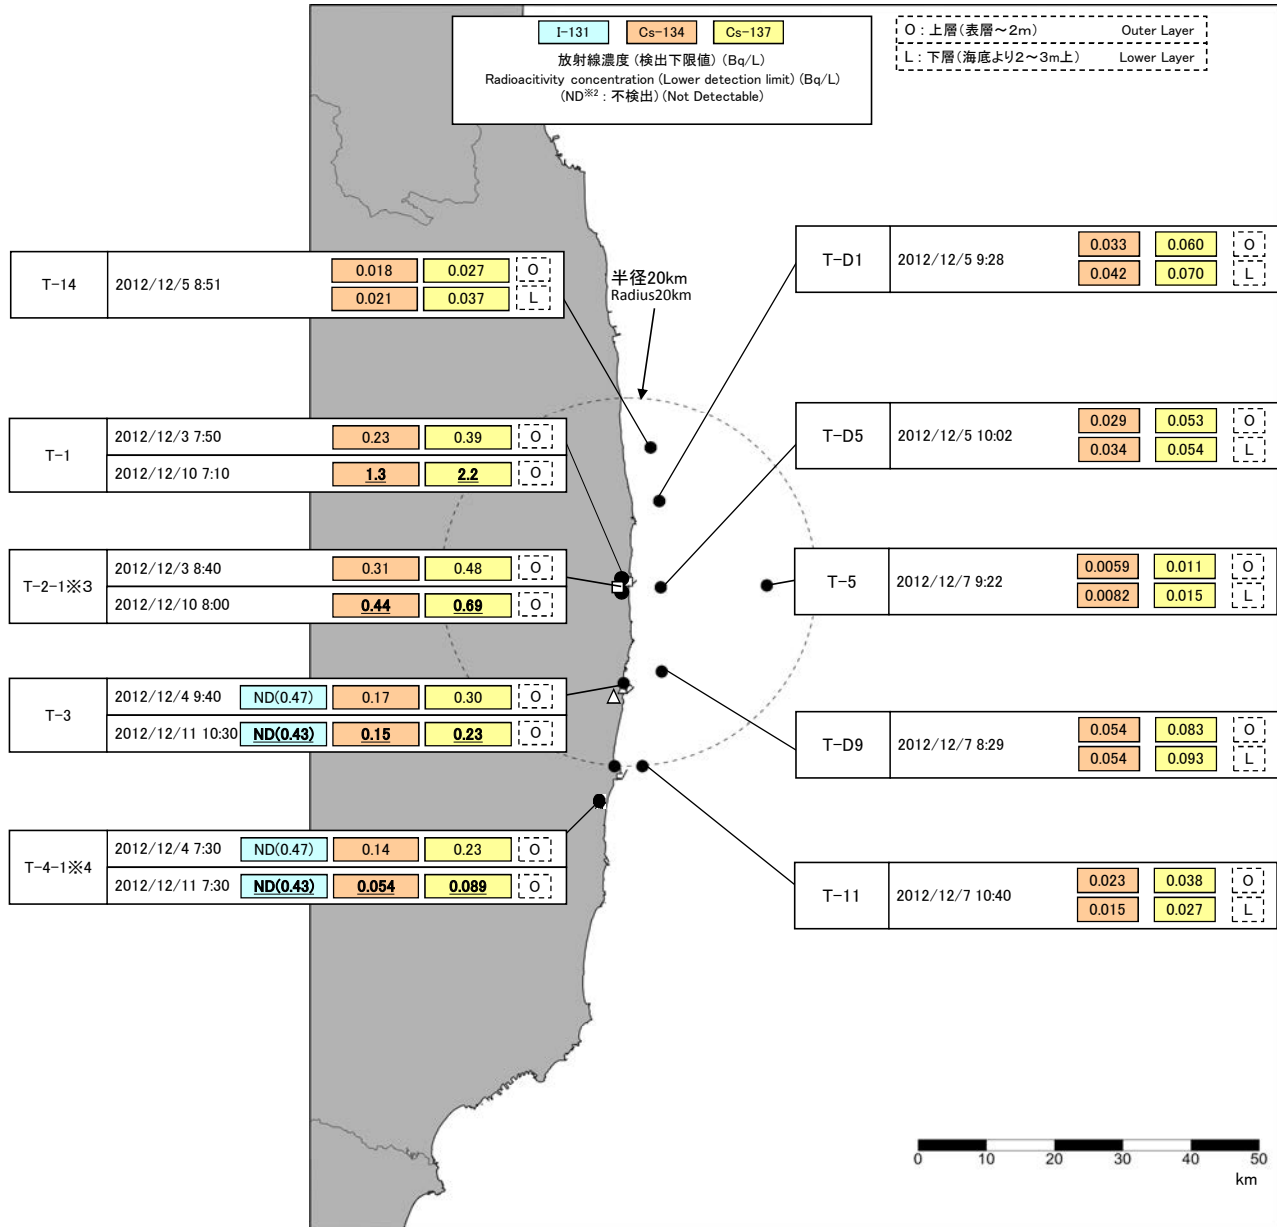 I-131 Cs-134 Cs-137
放射線濃度 (検出下限値) (Bq/L)
Radioacitivity concentration (Lower detection limit) (Bq/L)
(ND※2 : 不検出) (Not Detectable)
O : 上層(表層～2m) Outer Layer
L : 下層(海底より2～3m上) Lower Layer
半径20km
Radius20km
T-14 2012/12/5 8:51 0.018 0.027 O
0.021 0.037 L
T-1 2012/12/3 7:50 0.23 0.39 O
2012/12/10 7:10 1.3 2.2 O
T-2-1※3 2012/12/3 8:40 0.31 0.48 O
2012/12/10 8:00 0.44 0.69 O
T-3 2012/12/4 9:40 ND(0.47) 0.17 0.30 O
2012/12/11 10:30 ND(0.43) 0.15 0.23 O
T-4-1※4 2012/12/4 7:30 ND(0.47) 0.14 0.23 O
2012/12/11 7:30 ND(0.43) 0.054 0.089 O
T-D1 2012/12/5 9:28 0.033 0.060 O
0.042 0.070 L
T-D5 2012/12/5 10:02 0.029 0.053 O
0.034 0.054 L
T-5 2012/12/7 9:22 0.0059 0.011 O
0.0082 0.015 L
T-D9 2012/12/7 8:29 0.054 0.083 O
0.054 0.093 L
T-11 2012/12/7 10:40 0.023 0.038 O
0.015 0.027 L
0 10 20 30 40 50
km